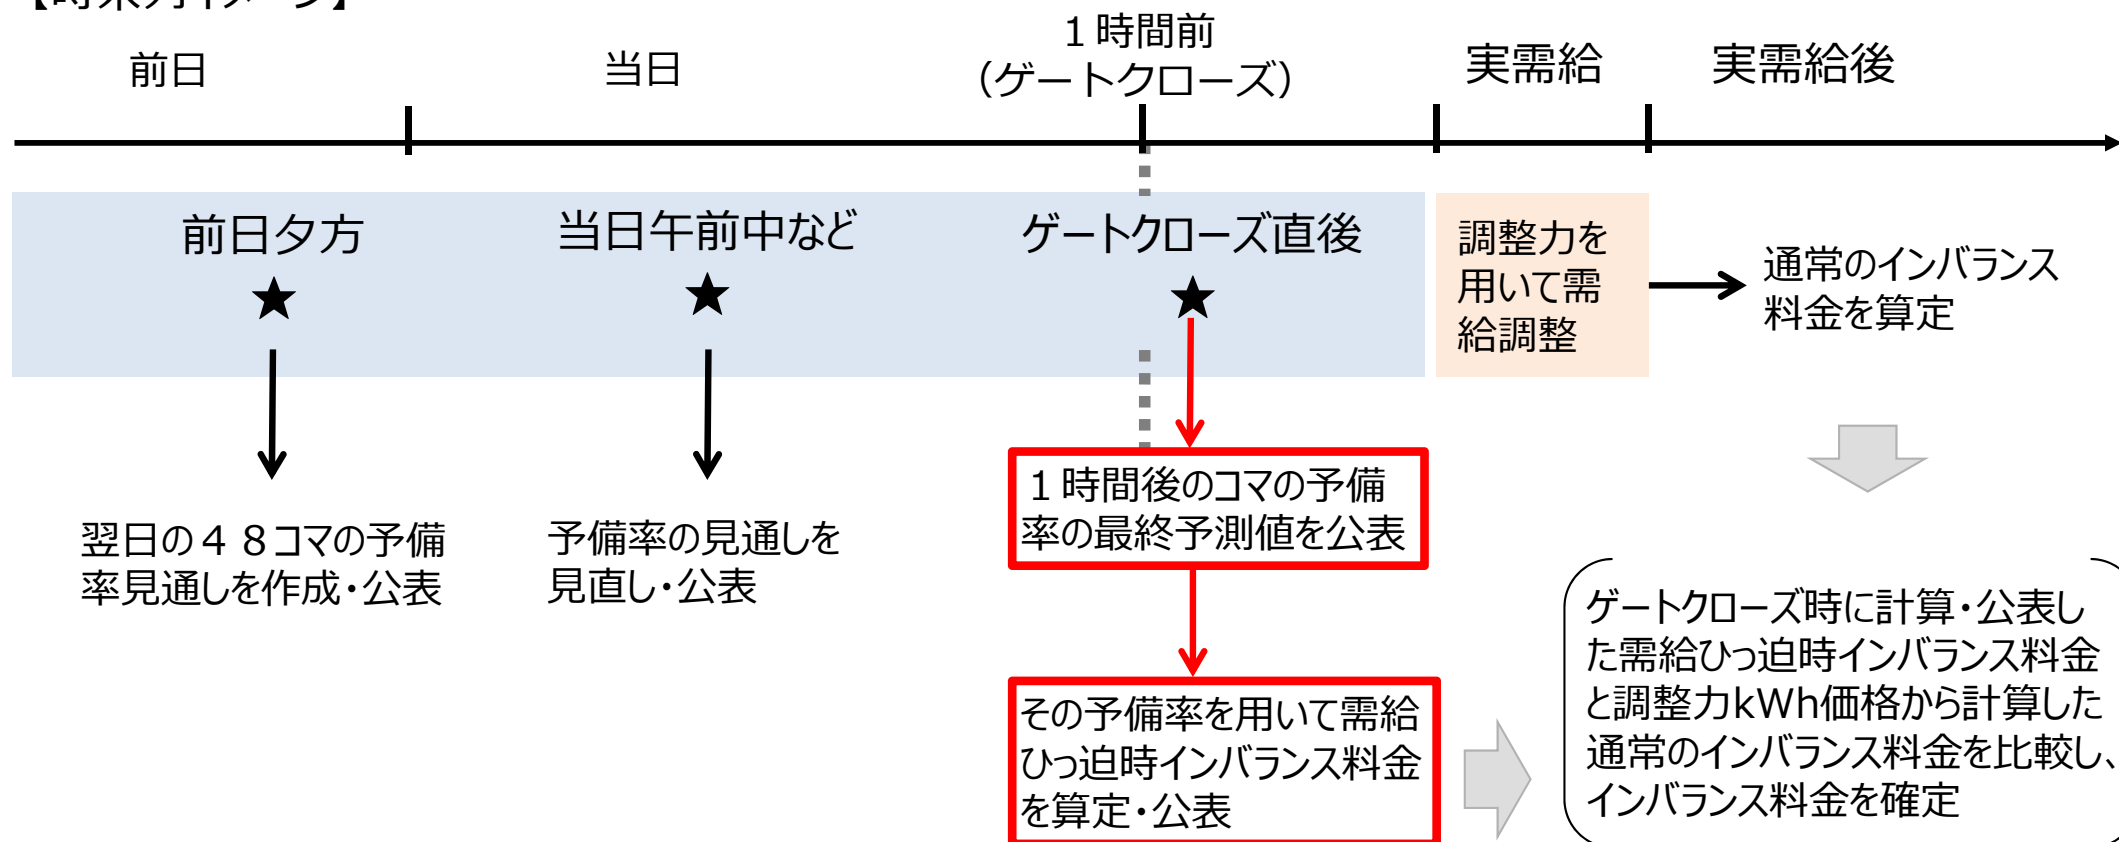 【時系列イメージ】
前日
当日
１時間前
（ゲートクローズ）
実需給
実需給後
前日夕方
当日午前中など
ゲートクローズ直後
調整力を
用いて需
給調整
通常のインバランス
料金を算定
翌日の４８コマの予備
率見通しを作成・公表
予備率の見通しを
見直し・公表
１時間後のコマの予備
率の最終予測値を公表
その予備率を用いて需給
ひっ迫時インバランス料金
を算定・公表
ゲートクローズ時に計算・公表し
た需給ひっ迫時インバランス料金
と調整力kWh価格から計算した
通常のインバランス料金を比較し、
インバランス料金を確定